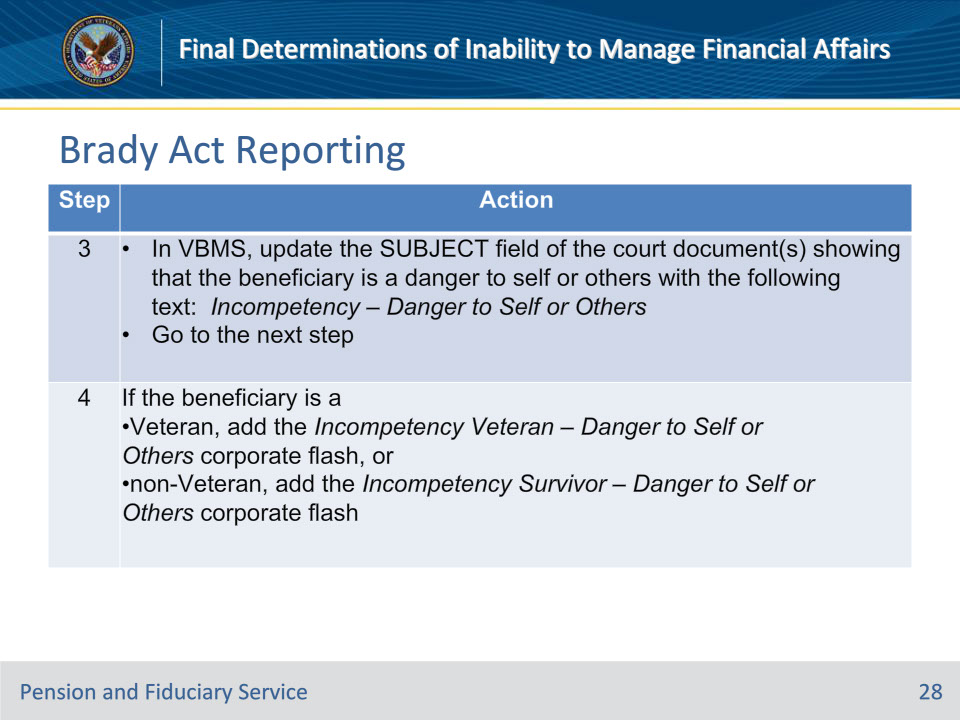 Final Determinations of Inability to Manage Financial Affairs
Brady Act Reporting
Step Action
3 • In VBMS, update the SUBJECT field of the court document(s) showing
that the beneficiary is a danger to self or others with the following
text: Incompetency – Danger to Self or Others
• Go to the next step
4 If the beneficiary is a
•Veteran, add the Incompetency Veteran – Danger to Self or
Others corporate flash, or
•non-Veteran, add the Incompetency Survivor – Danger to Self or
Others corporate flash
Pension and Fiduciary Service 28